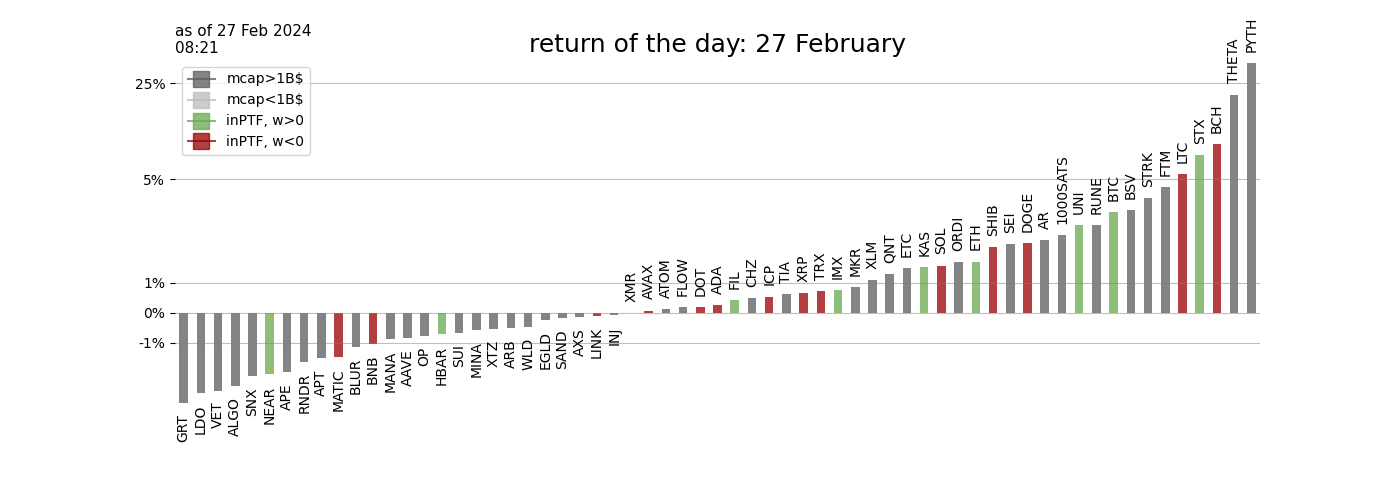 as of 27 Feb 2024
08:21
return of the day: 27 February
mcap>1B$
mcap<1B$
inPTF, w>0
inPTF, w<0
25%
5%
1%
0%
-1%
GRT
LDO
VET
ALGO
SNX
NEAR
APE
RNDR
APT
MATIC
BLUR
BNB
MANA
AAVE
OP
HBAR
SUI
MINA
XTZ
ARB
WLD
EGLD
SAND
AXS
LINK
INJ
XMR
AVAX
ATOM
FLOW
DOT
ADA
FIL
CHZ
ICP
TIA
XRP
TRX
IMX
MKR
XLM
QNT
ETC
KAS
SOL
ORDI
ETH
SHIB
SEI
DOGE
AR
1000SATS
UNI
RUNE
BTC
BSV
STRK
FTM
LTC
STX
BCH
THETA
PYTH